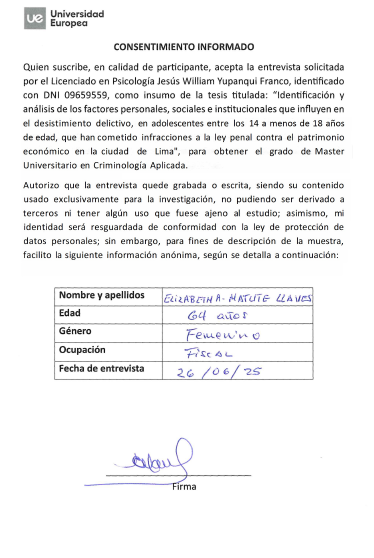 ue Universidad
Europea
CONSENTIMIENTO INFORMADO
Quien suscribe, en calidad de participante, acepta la entrevista solicitada
por el Licenciado en Psicología Jesús William Yupanqui Franco, identificado
con DNI 09659559, como insumo de la tesis titulada: "Identificación y
análisis de los factores personales, sociales e institucionales que influyen en
el desistimiento delictivo, en adolescentes entre los 14 a menos de 18 años
de edad, que han cometido infracciones a la ley penal contra el patrimonio
económico en la ciudad de Lima", para obtener el grado de Master
Universitario en Criminología Aplicada.
Autorizo que la entrevista quede grabada o escrita, siendo su contenido
usado exclusivamente para la investigación, no pudiendo ser derivado a
terceros ni tener algún uso que fuese ajeno al estudio; asimismo, mi
identidad será resguardada de conformidad con la ley de protección de
datos personales; sin embargo, para fines de descripción de la muestra,
facilito la siguiente información anónima, según se detalla a continuación:
Nombre y apellidos ELIZABETH A. MATUTE LLAVES
Edad 64 años
Género Femenino
Ocupación FISCAL
Fecha de entrevista 26/06/25
Firma